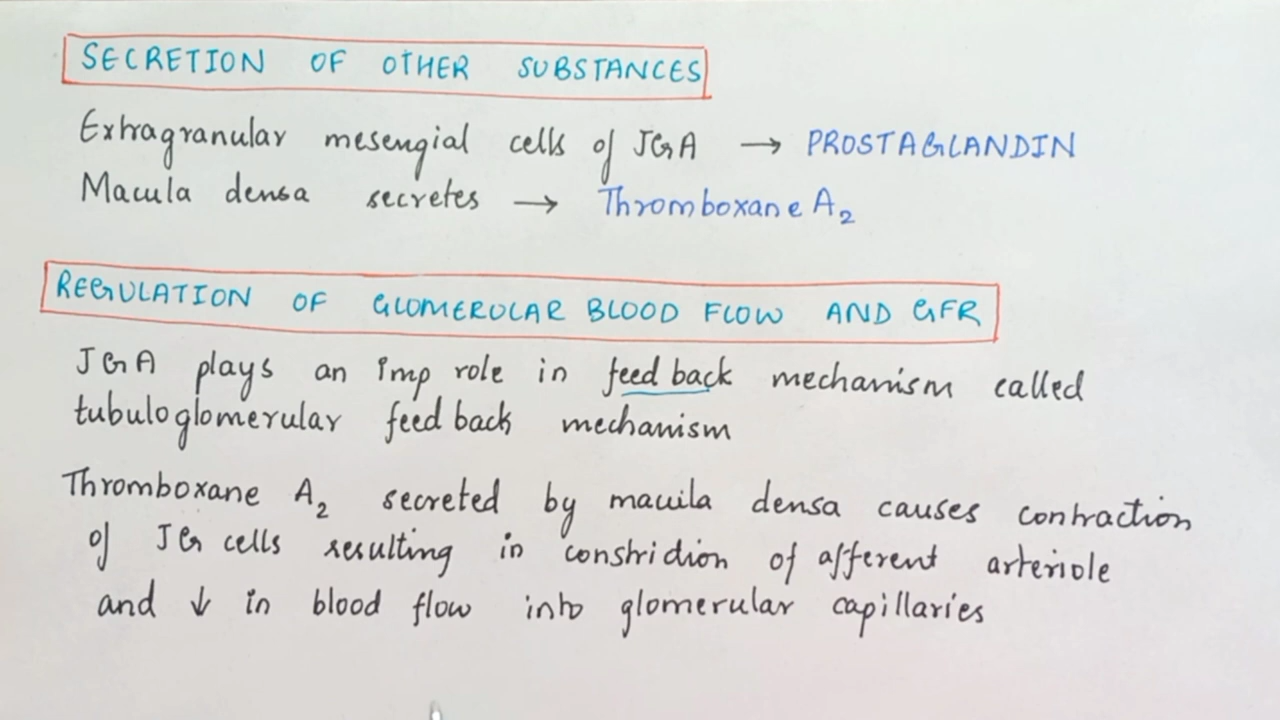 SECRETION OF OTHER SUBSTANCES
Extragranular mesengial cells of JGA → PROSTAGLANDIN
Macula densa secretes → Thromboxane A₂
REGULATION OF GLOMERULAR BLOOD FLOW AND GFR
JGA plays an imp role in feed back mechanism called
tubuloglomerular feed back mechanism
Thromboxane A₂ secreted by macula densa causes contraction
of JG cells resulting in constriction of afferent arteriole
and ↓ in blood flow into glomerular capillaries